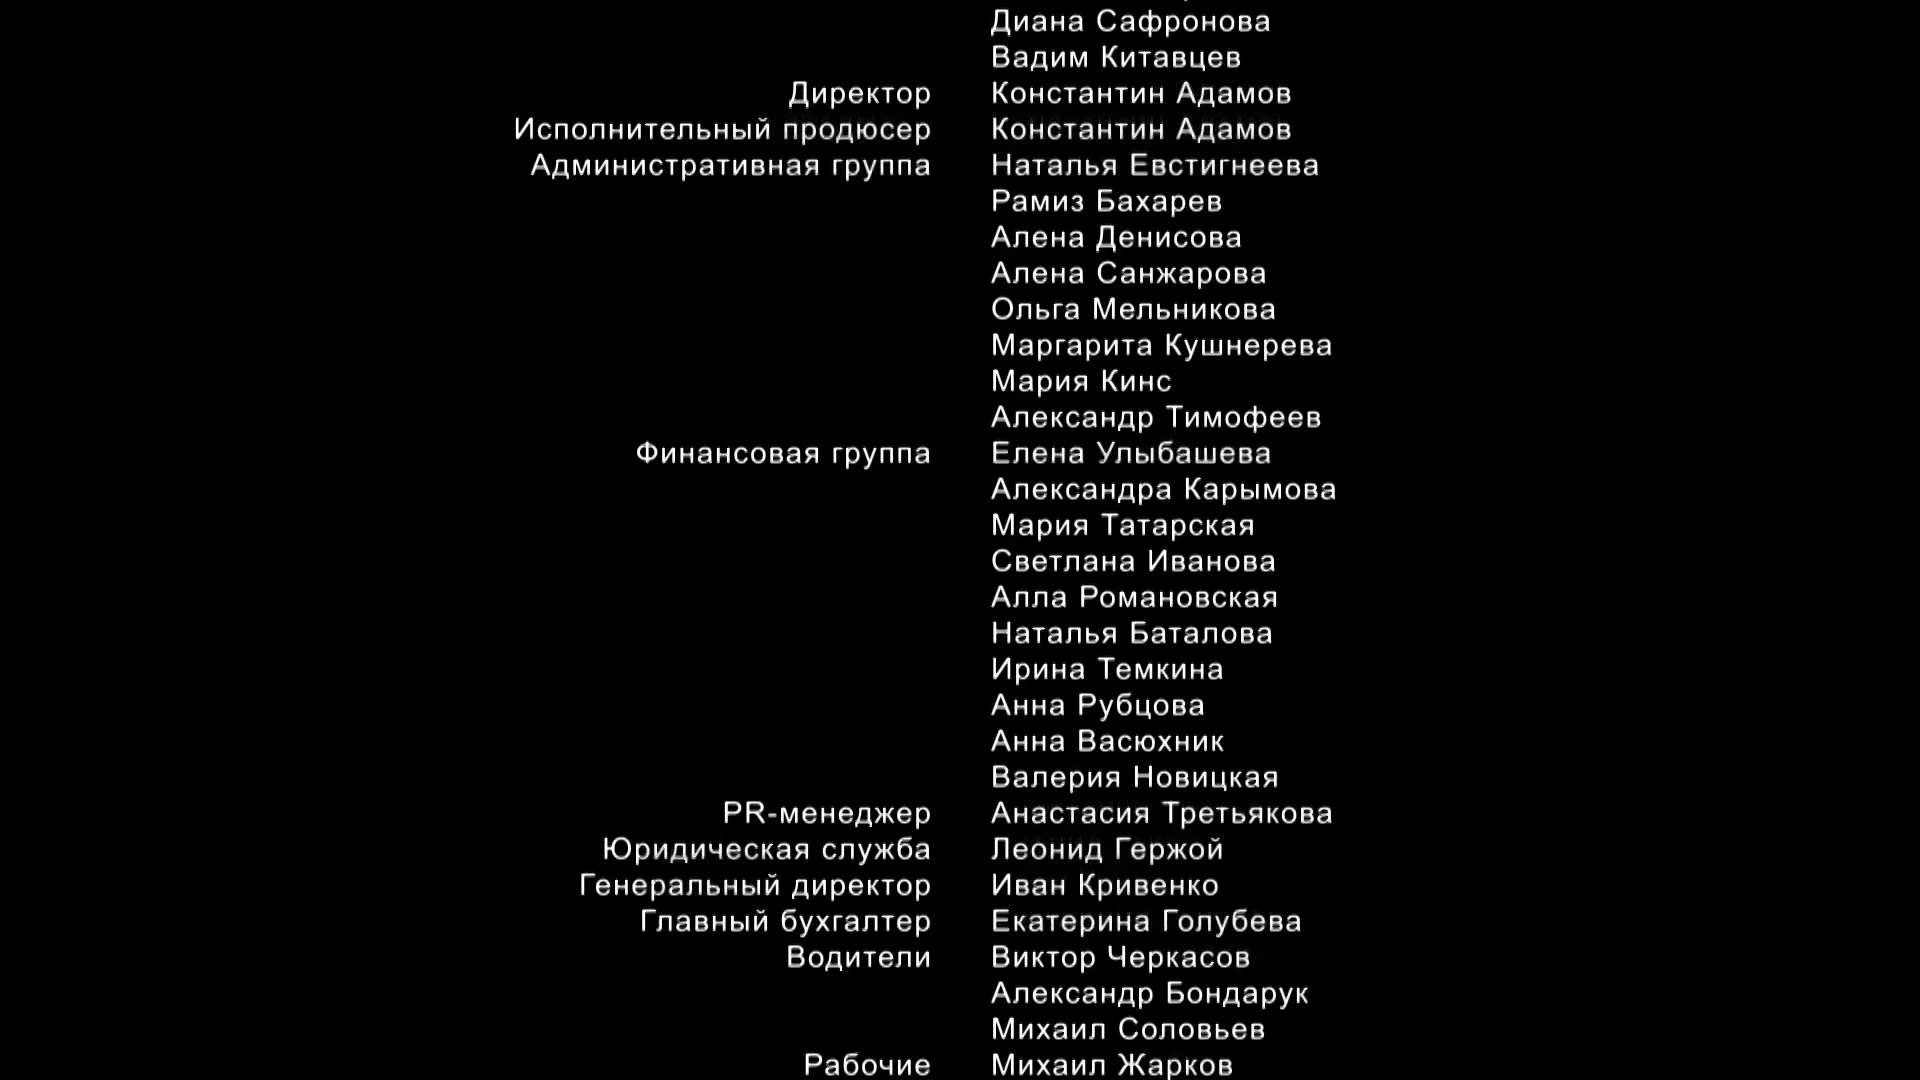 Диана Сафронова
Вадим Китавцев
Директор Константин Адамов
Исполнительный продюсер Константин Адамов
Административная группа Наталья Евстигнеева
Рамиз Бахарев
Алена Денисова
Алена Санжарова
Ольга Мельникова
Маргарита Кушнерева
Мария Кинс
Александр Тимофеев
Финансовая группа Елена Улыбашева
Александра Карымова
Мария Татарская
Светлана Иванова
Алла Романовская
Наталья Баталова
Ирина Темкина
Анна Рубцова
Анна Васюхник
Валерия Новицкая
PR-менеджер Анастасия Третьякова
Юридическая служба Леонид Гержой
Генеральный директор Иван Кривенко
Главный бухгалтер Екатерина Голубева
Водители Виктор Черкасов
Александр Бондарук
Михаил Соловьев
Рабочие Михаил Жарков